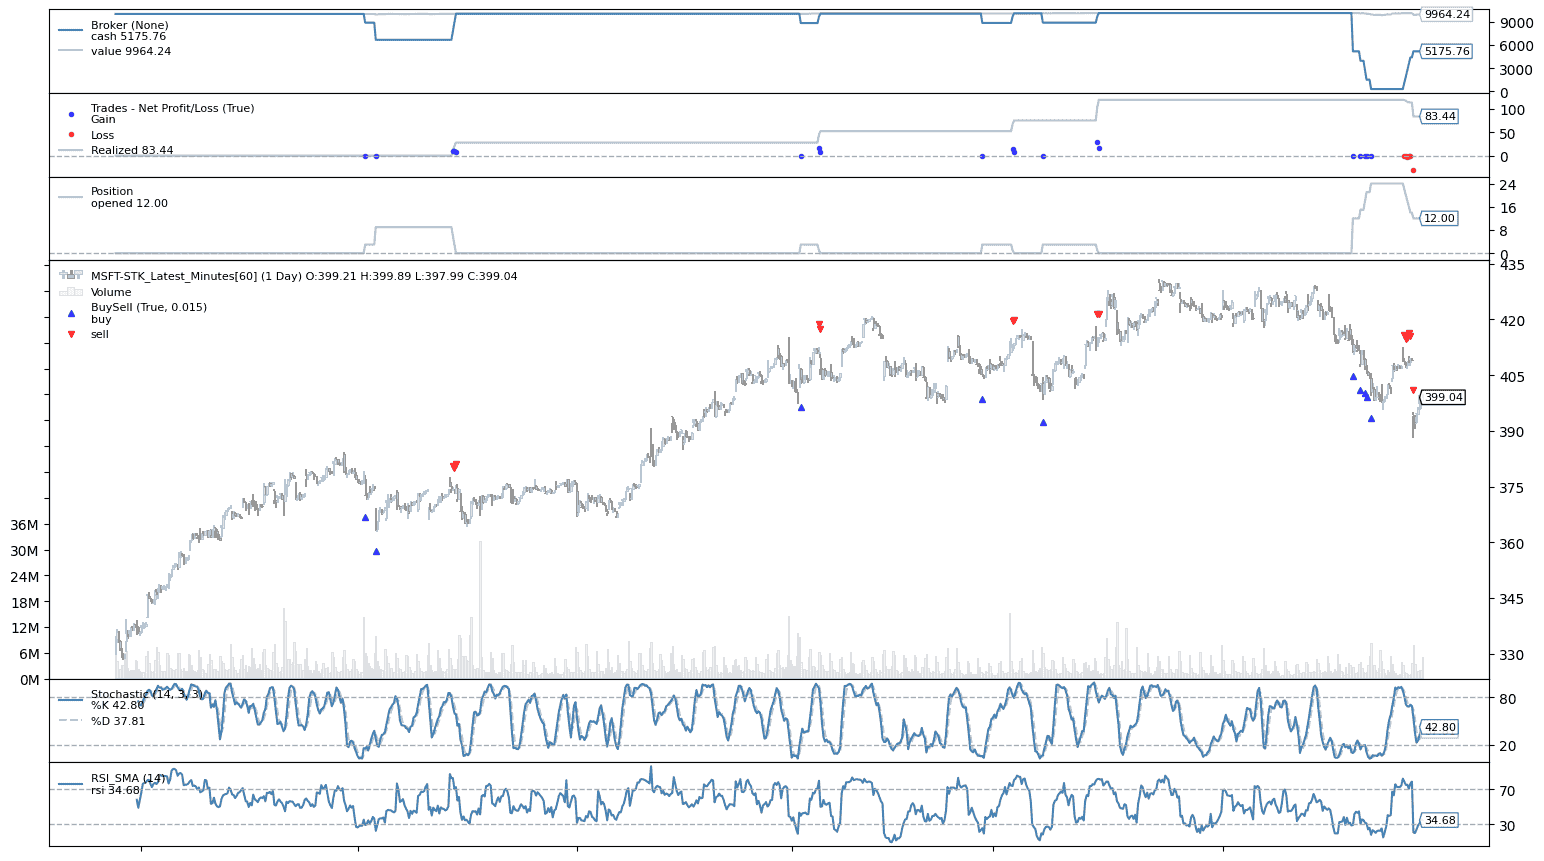 Broker (None)
cash 5175.76
value 9964.24
9964.24
9000
6000
5175.76
3000
0
Trades - Net Profit/Loss (True)
Gain
Loss
Realized 83.44
100
83.44
50
0
Position
opened 12.00
24
16
12.00
8
0
MSFT-STK_Latest_Minutes[60] (1 Day) O:399.21 H:399.89 L:397.99 C:399.04
Volume
BuySell (True, 0.015)
buy
sell
435
420
405
399.04
390
375
360
345
330
36M
30M
24M
18M
12M
6M
0M
Stochastic (14, 3, 3)
%K 42.80
%D 37.81
80
42.80
20
RSI_SMA (14)
rsi 34.68
70
34.68
30